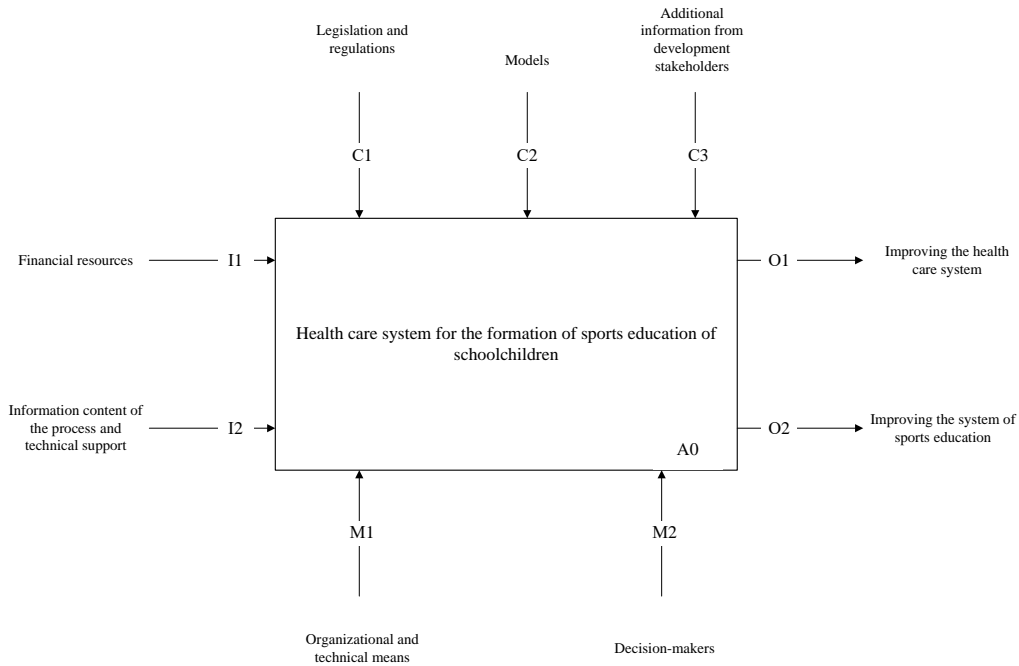 Legislation and
regulations
Models
Additional
information from
development
stakeholders
C1
C2
C3
Financial resources
I1
O1
Improving the health
care system
Health care system for the formation of sports education of
schoolchildren
Information content of
the process and
technical support
I2
O2
Improving the system of
sports education
A0
M1
M2
Organizational and
technical means
Decision-makers